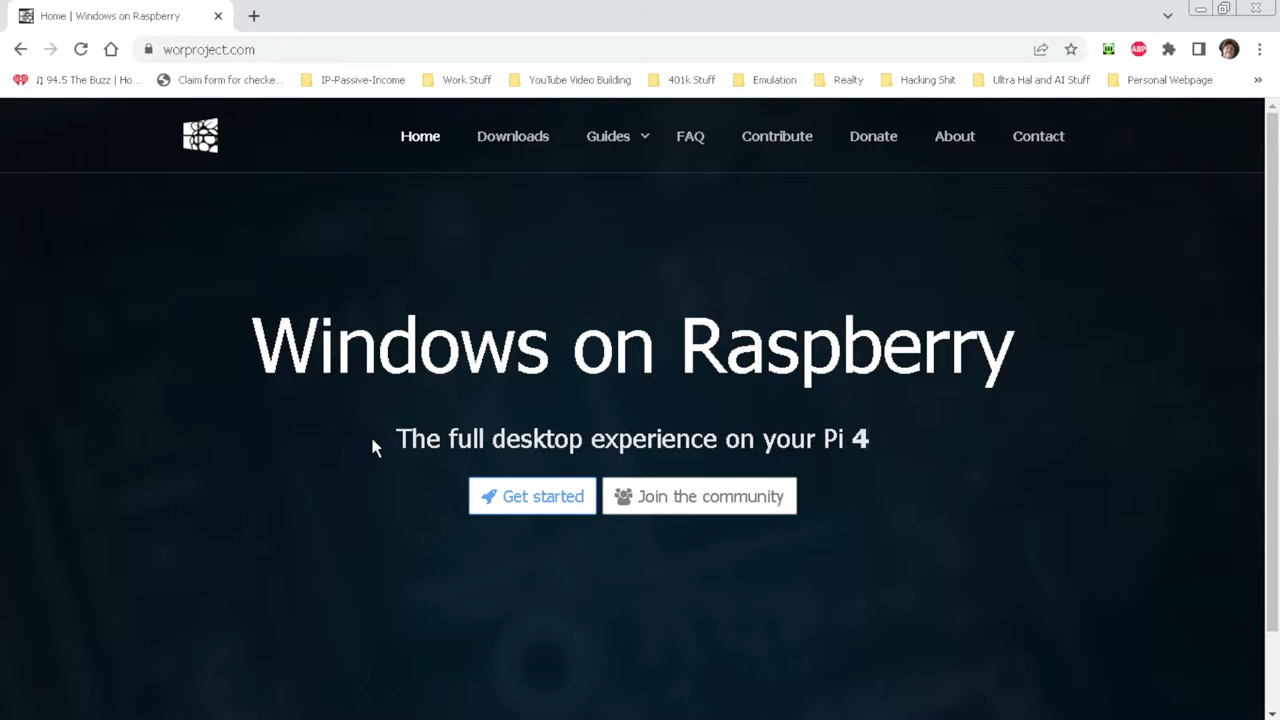 Home | Windows on Raspberry
worproject.com
♫ 94.5 The Buzz | Ho...
Claim form for checke...
IP-Passive-Income
Work Stuff
YouTube Video Building
401k Stuff
Emulation
Realty
Hacking Shit
Ultra Hal and AI Stuff
Personal Webpage
»
ABP
Home
Downloads
Guides
FAQ
Contribute
Donate
About
Contact
Windows on Raspberry
The full desktop experience on your Pi 4
Get started
Join the community